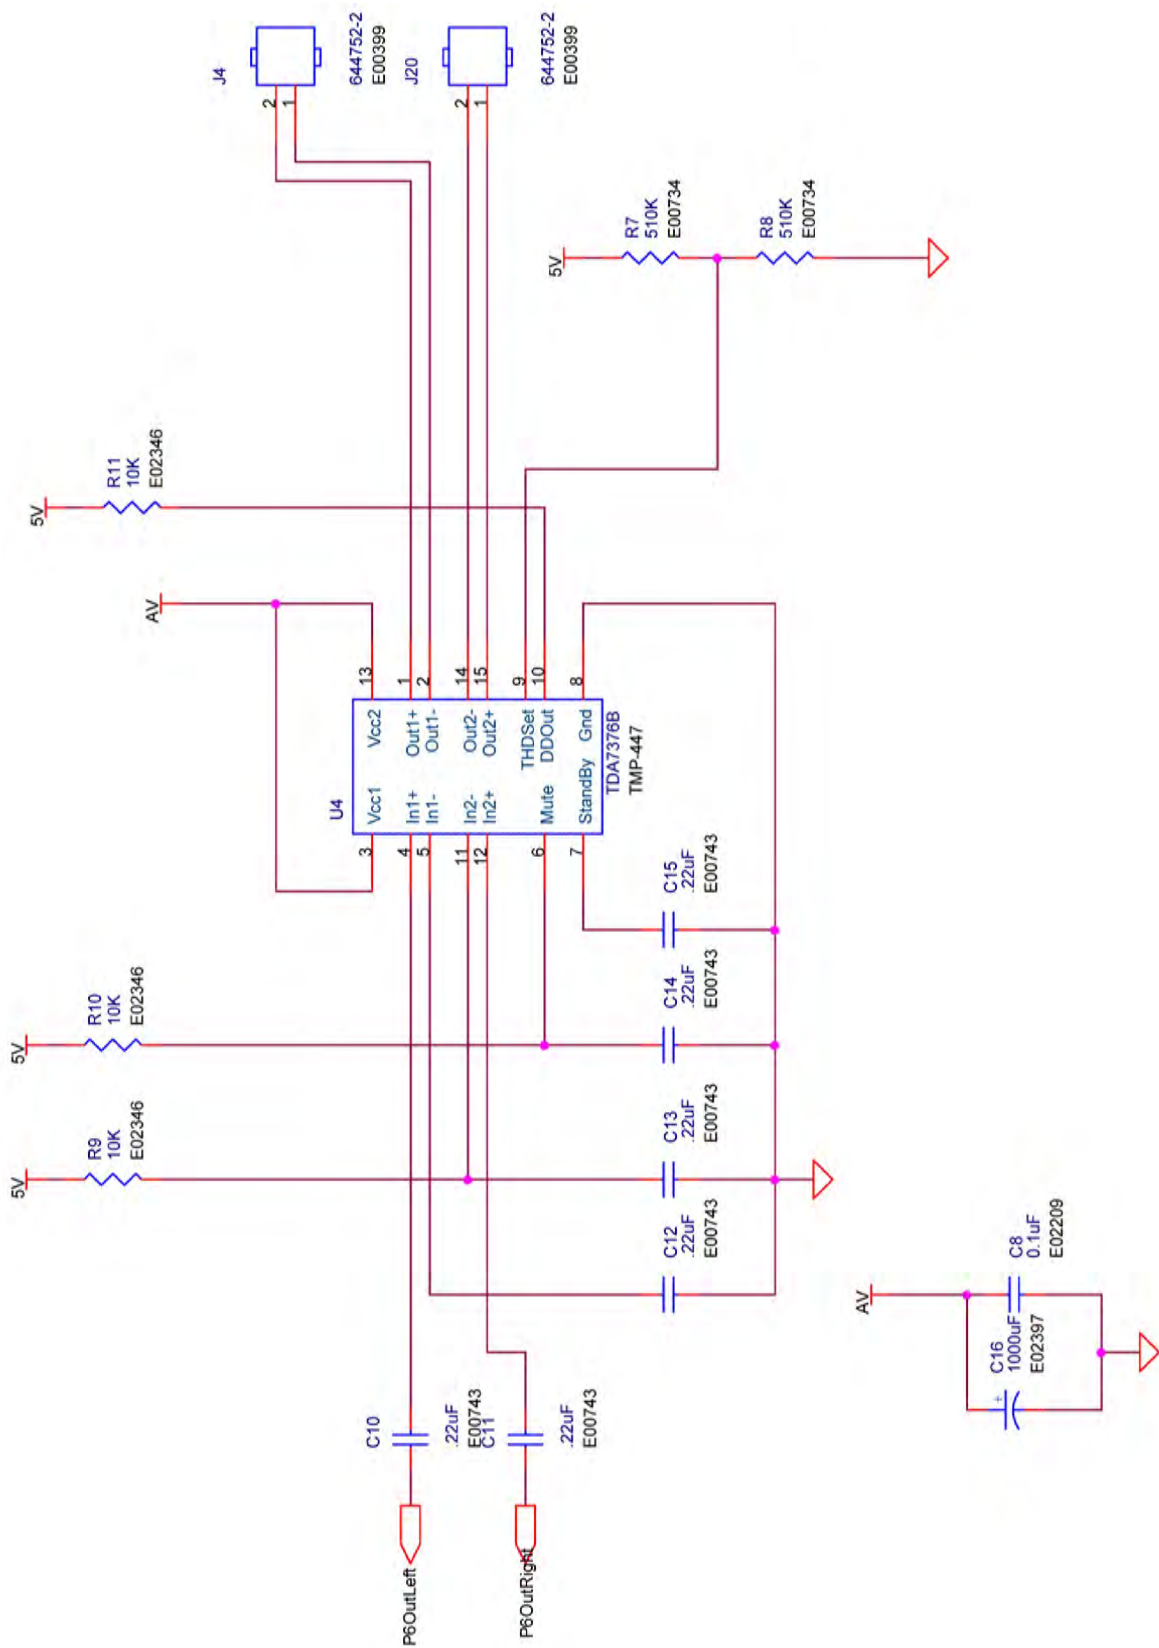 J4
644752-2
E00399
2
1
J20
644752-2
E00399
2
1
5V
R7
510K
E00734
R8
510K
E00734
5V
R11
10K
E02346
AV
13
1
2
14
15
9
10
8
U4
Vcc1
Vcc2
In1+
Out1+
In1-
Out1-
In2-
Out2-
In2+
Out2+
THDSet
Mute
DDOut
StandBy
Gnd
TDA7376B
TMP-447
3
4
5
11
12
6
7
C15
.22uF
E00743
C14
.22uF
E00743
C13
.22uF
E00743
C12
.22uF
E00743
5V
R10
10K
E02346
5V
R9
10K
E02346
C10
.22uF
E00743
C11
.22uF
E00743
P6OutLeft
P6OutRight
AV
C8
0.1uF
E02209
C16
1000uF
E02397
+